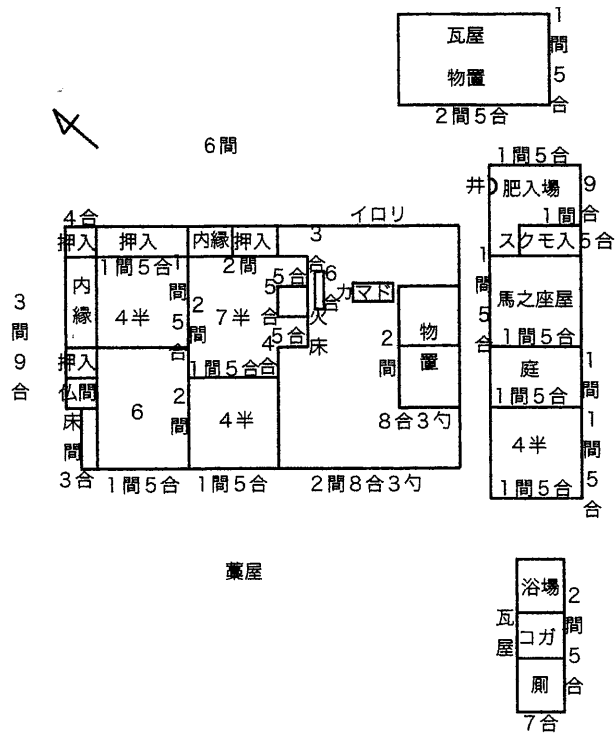 瓦屋
物置
1間5合
2間5合
6間
1間5合
井
肥入場
9合
1間
スクモ入
5合
4合
イロリ
押入
押入
内縁
押入
3合
1間5合
2間
内縁
4半
1間5合
2間
7半
5合
5合
5合
6合
火床
カマド
4合
1間5合
物置
2間
8合3勺
3間9合
押入
仏間
床間
3合
6
2間
4半
1間5合
1間5合
2間8合3勺
1間5合
馬之座屋
1間5合
庭
1間
1間5合
4半
1間5合
1間5合
藁屋
瓦屋
浴場
コガ
厠
2間5合
7合